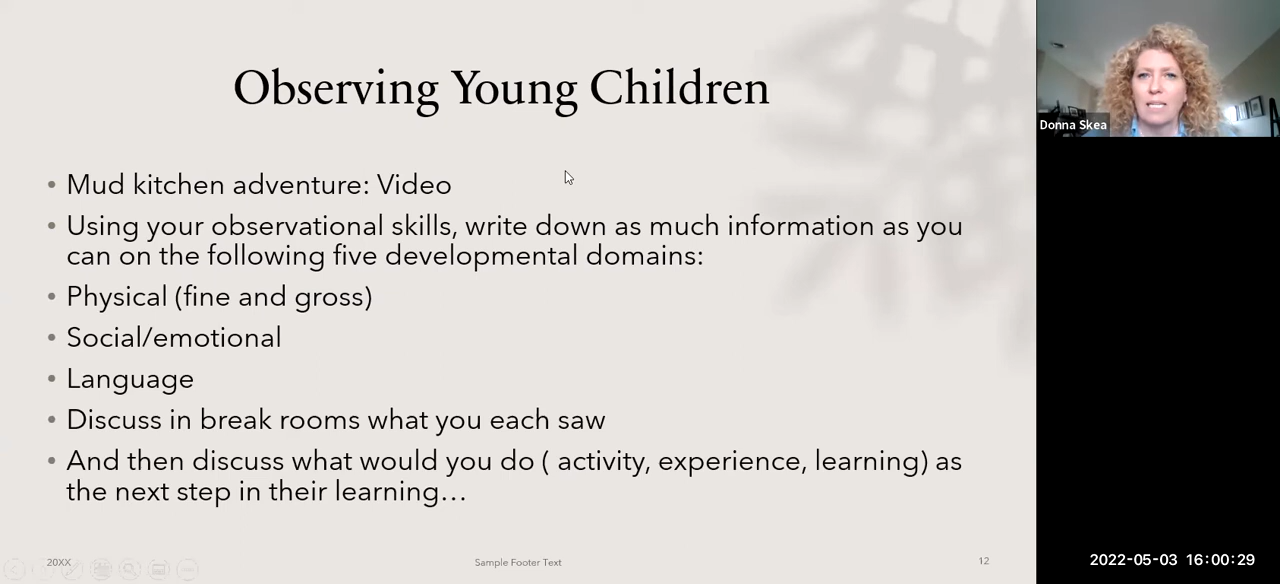 Observing Young Children
• Mud kitchen adventure: Video
• Using your observational skills, write down as much information as you
can on the following five developmental domains:
• Physical (fine and gross)
• Social/emotional
• Language
• Discuss in break rooms what you each saw
• And then discuss what would you do ( activity, experience, learning) as
the next step in their learning…
20XX
Sample Footer Text
12
Donna Skea
2022-05-03 16:00:29